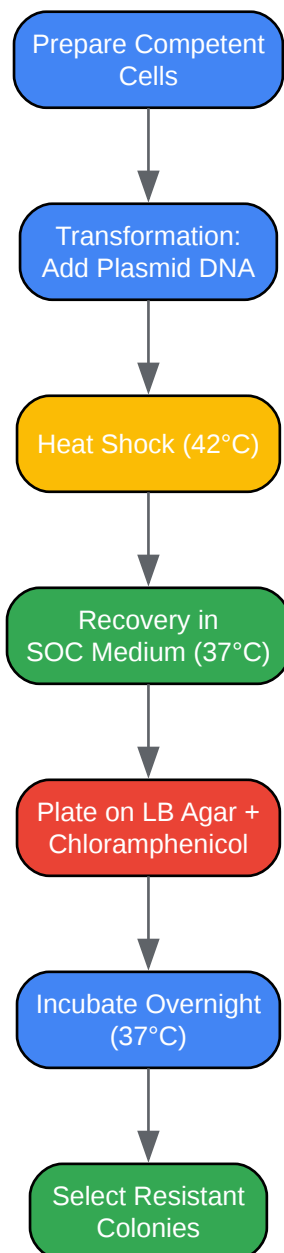 Prepare Competent
Cells
Transformation:
Add Plasmid DNA
Heat Shock (42°C)
Recovery in
SOC Medium (37°C)
Plate on LB Agar +
Chloramphenicol
Incubate Overnight
(37°C)
Select Resistant
Colonies